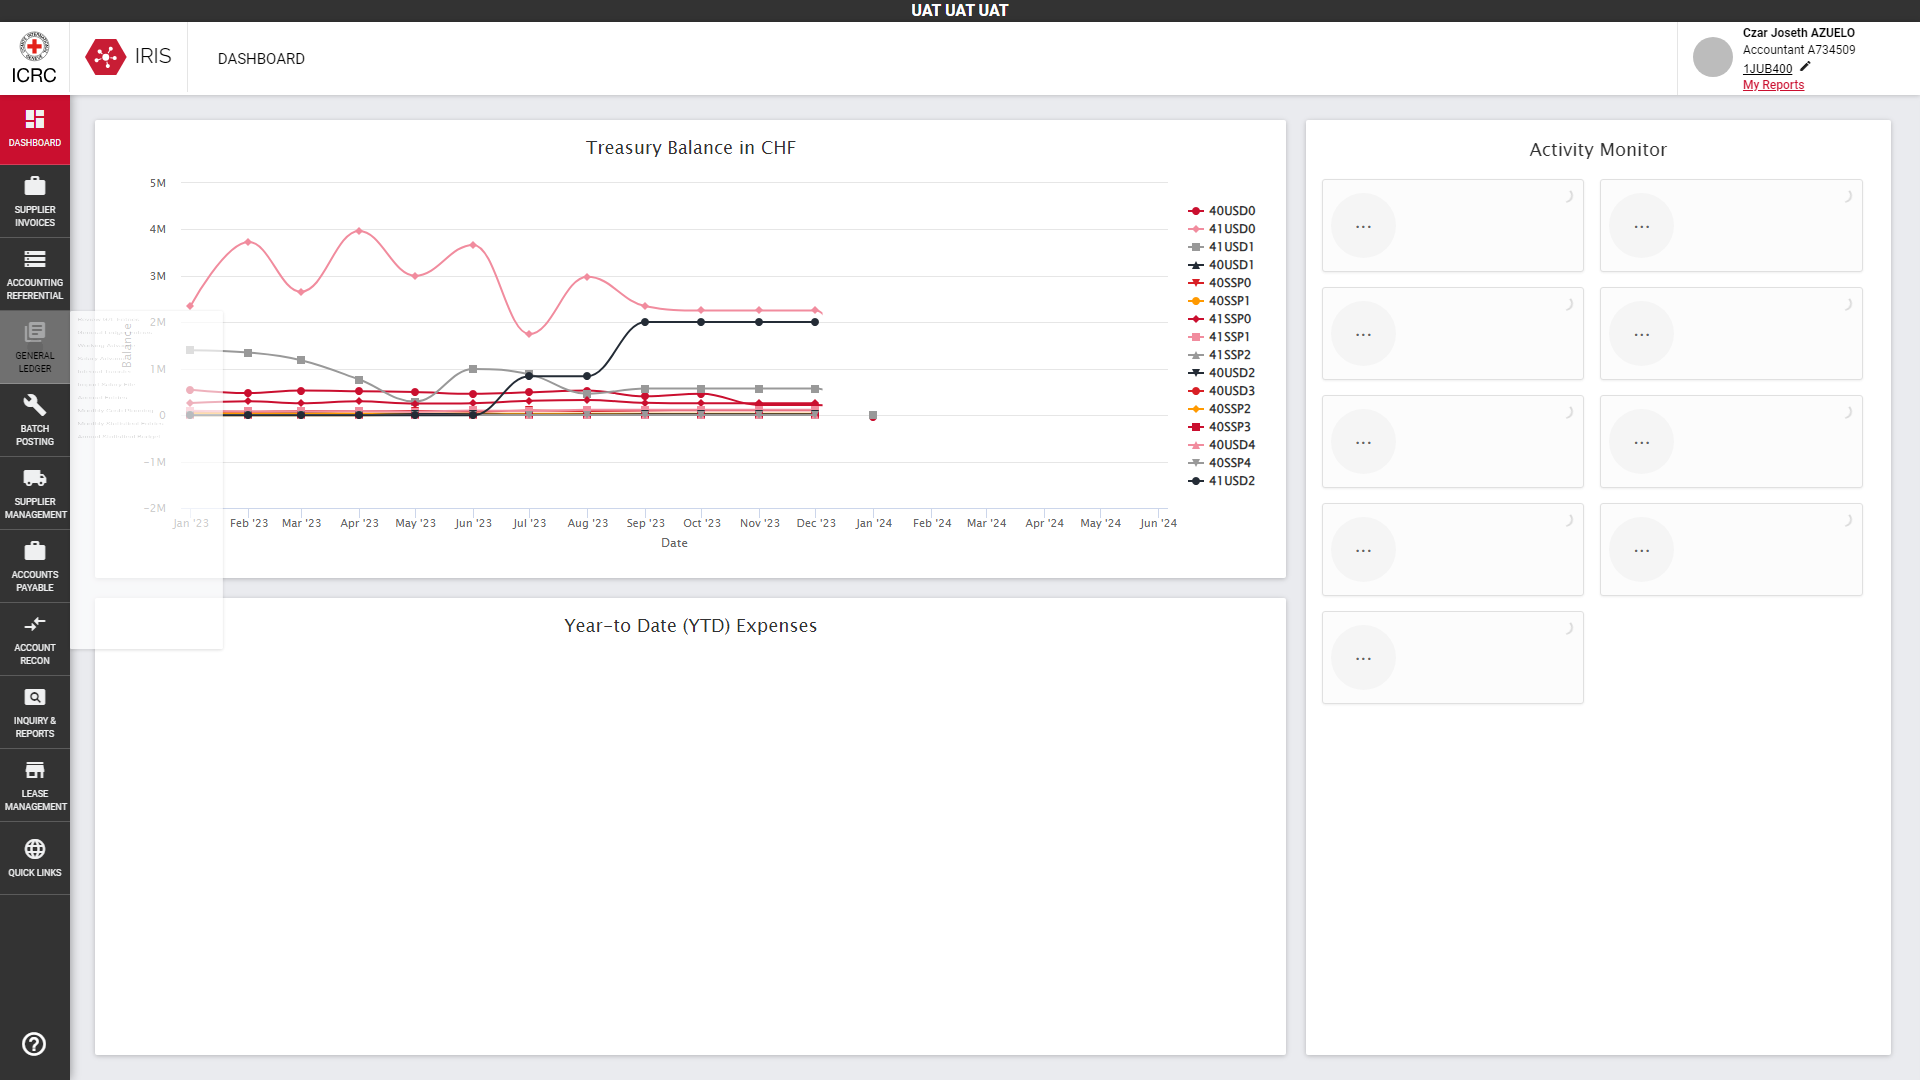 UAT UAT UAT
ICRC
IRIS
DASHBOARD
Czar Joseth AZUELO
Accountant A734509
1JUB400
My Reports
DASHBOARD
SUPPLIER
INVOICES
ACCOUNTING
REFERENTIAL
GENERAL
LEDGER
BATCH
POSTING
SUPPLIER
MANAGEMENT
ACCOUNTS
PAYABLE
ACCOUNT
RECON
INQUIRY &
REPORTS
LEASE
MANAGEMENT
QUICK LINKS
Treasury Balance in CHF
5M
4M
3M
2M
1M
0
-1M
-2M
Balance
Jan '23 Feb '23 Mar '23 Apr '23 May '23 Jun '23 Jul '23 Aug '23 Sep '23 Oct '23 Nov '23 Dec '23 Jan '24 Feb '24 Mar '24 Apr '24 May '24 Jun '24
Date
40USD0
41USD0
41USD1
40USD1
40SSP0
40SSP1
41SSP0
41SSP1
41SSP2
40USD2
40USD3
40SSP2
40SSP3
40USD4
40SSP4
41USD2
Year-to Date (YTD) Expenses
Activity Monitor
...
...
...
...
...
...
...
...
...